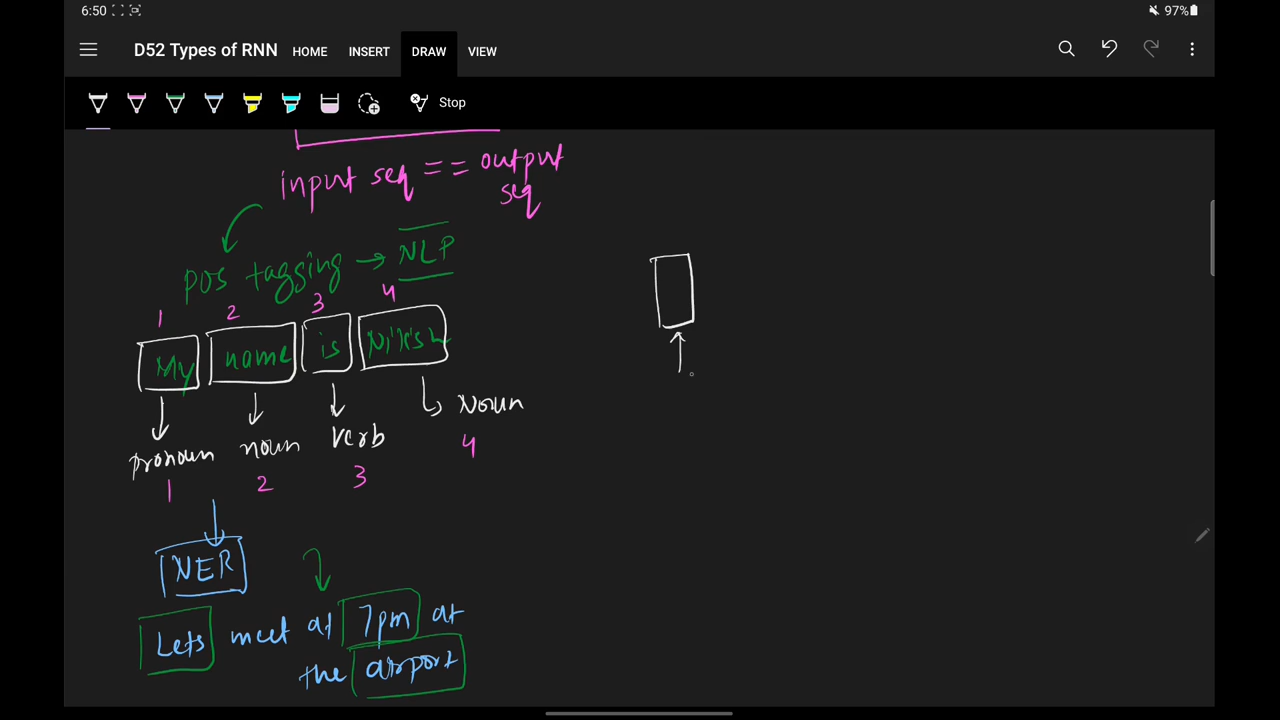 6:50 97%
D52 Types of RNN HOME INSERT DRAW VIEW
Stop
input seq == output
seq
POS tagging → NLP
1 2 3 4
My name is Nitish
pronoun noun verb Noun
1 2 3 4
NER
Lets meet at 7pm at
the airport